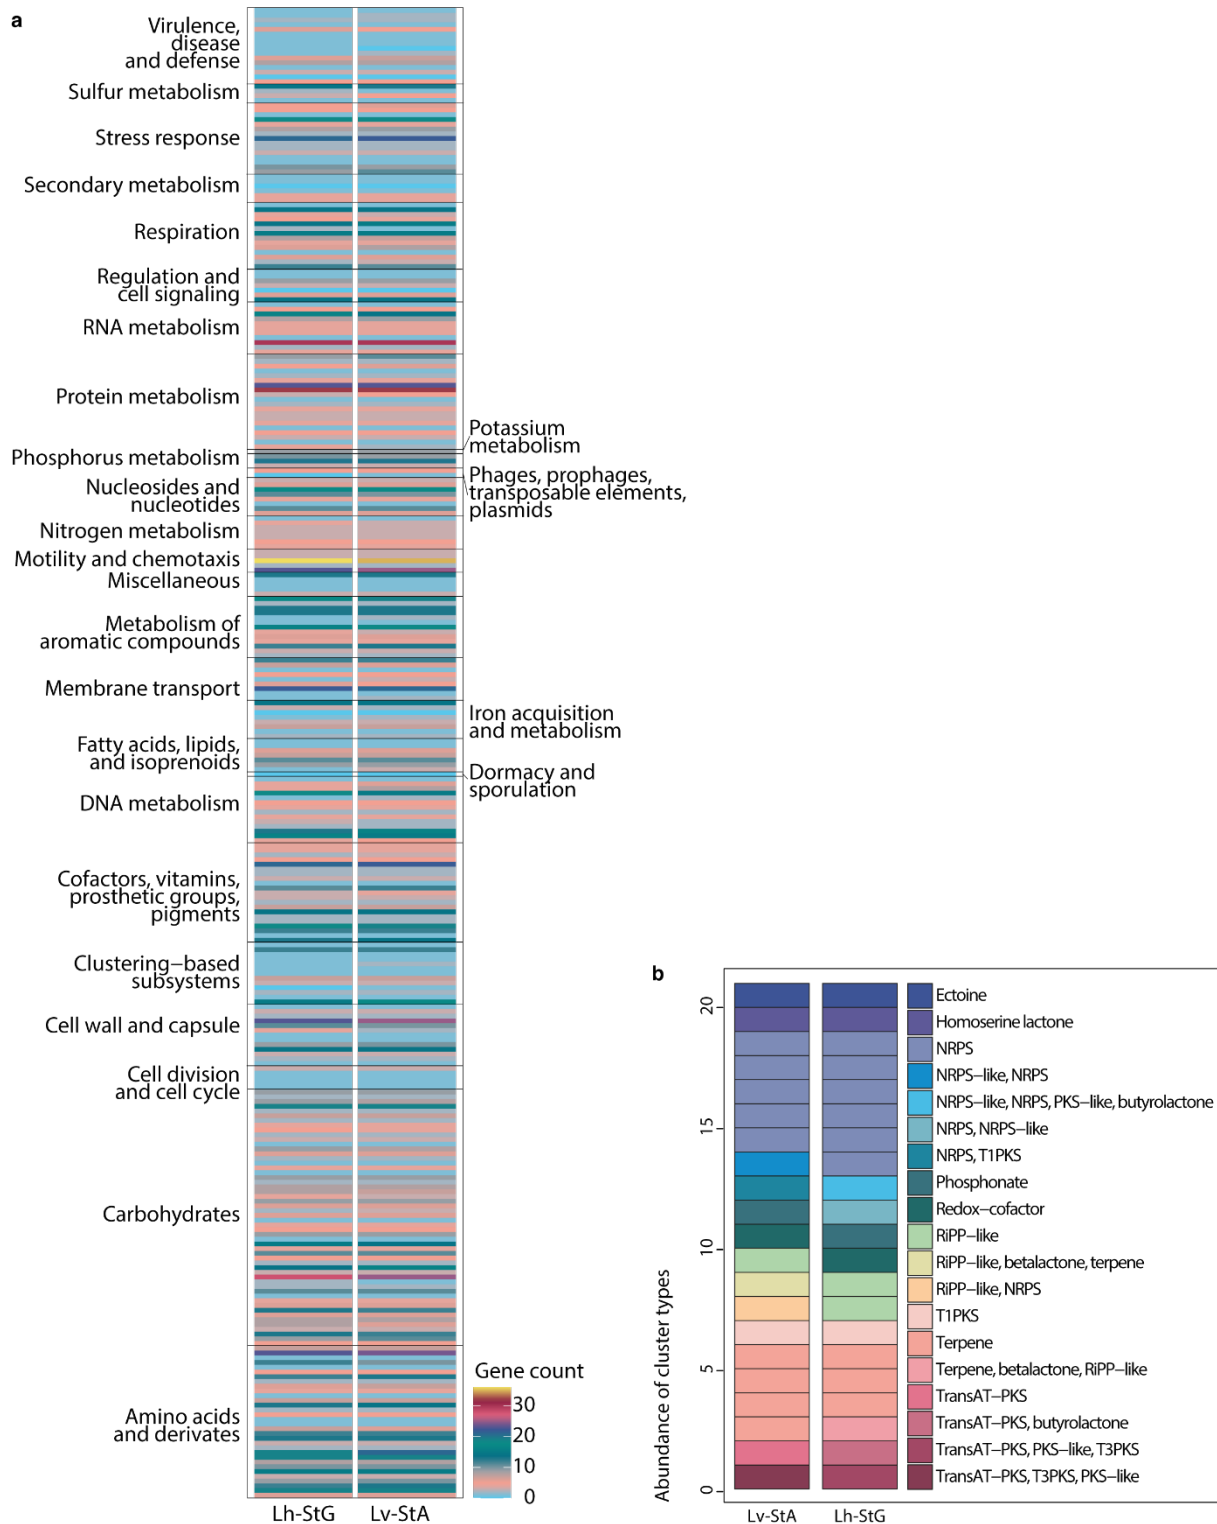 a
Virulence,
disease
and defense
Sulfur metabolism
Stress response
Secondary metabolism
Respiration
Regulation and
cell signaling
RNA metabolism
Protein metabolism
Potassium
metabolism
Phosphorus metabolism
Phages, prophages,
transposable elements,
plasmids
Nucleosides and
nucleotides
Nitrogen metabolism
Motility and chemotaxis
Miscellaneous
Metabolism of
aromatic compounds
Membrane transport
Iron acquisition
and metabolism
Fatty acids, lipids,
and isoprenoids
Dormacy and
sporulation
DNA metabolism
Cofactors, vitamins,
prosthetic groups,
pigments
Clustering−based
subsystems
Cell wall and capsule
Cell division
and cell cycle
Carbohydrates
Amino acids
and derivates
Gene count
30
20
10
0
Lh-StG
Lv-StA
b
Abundance of cluster types
20
15
10
5
0
Lv-StA
Lh-StG
Ectoine
Homoserine lactone
NRPS
NRPS−like, NRPS
NRPS−like, NRPS, PKS−like, butyrolactone
NRPS, NRPS−like
NRPS, T1PKS
Phosphonate
Redox−cofactor
RiPP−like
RiPP−like, betalactone, terpene
RiPP−like, NRPS
T1PKS
Terpene
Terpene, betalactone, RiPP−like
TransAT−PKS
TransAT−PKS, butyrolactone
TransAT−PKS, PKS−like, T3PKS
TransAT−PKS, T3PKS, PKS−like